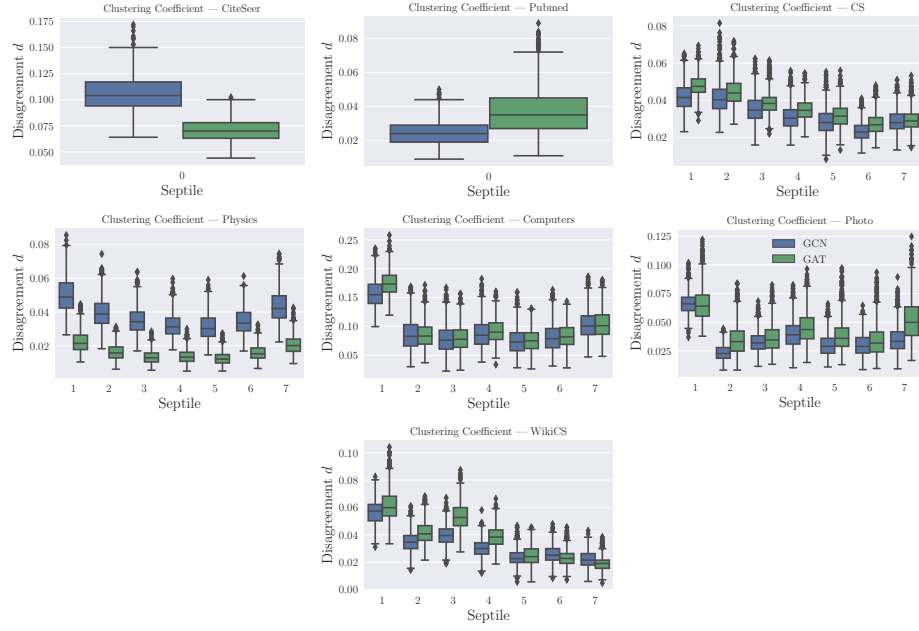 Clustering Coefficient — CiteSeer
Disagreement d
0.175
0.150
0.125
0.100
0.075
0.050
0
Septile
Clustering Coefficient — Pubmed
Disagreement d
0.08
0.06
0.04
0.02
0
Septile
Clustering Coefficient — CS
Disagreement d
0.08
0.06
0.04
0.02
1 2 3 4 5 6 7
Septile
Clustering Coefficient — Physics
Disagreement d
0.08
0.06
0.04
0.02
1 2 3 4 5 6 7
Septile
Clustering Coefficient — Computers
Disagreement d
0.25
0.20
0.15
0.10
0.05
1 2 3 4 5 6 7
Septile
Clustering Coefficient — Photo
Disagreement d
0.125
0.100
0.075
0.050
0.025
GCN
GAT
1 2 3 4 5 6 7
Septile
Clustering Coefficient — WikiCS
Disagreement d
0.10
0.08
0.06
0.04
0.02
0.00
1 2 3 4 5 6 7
Septile